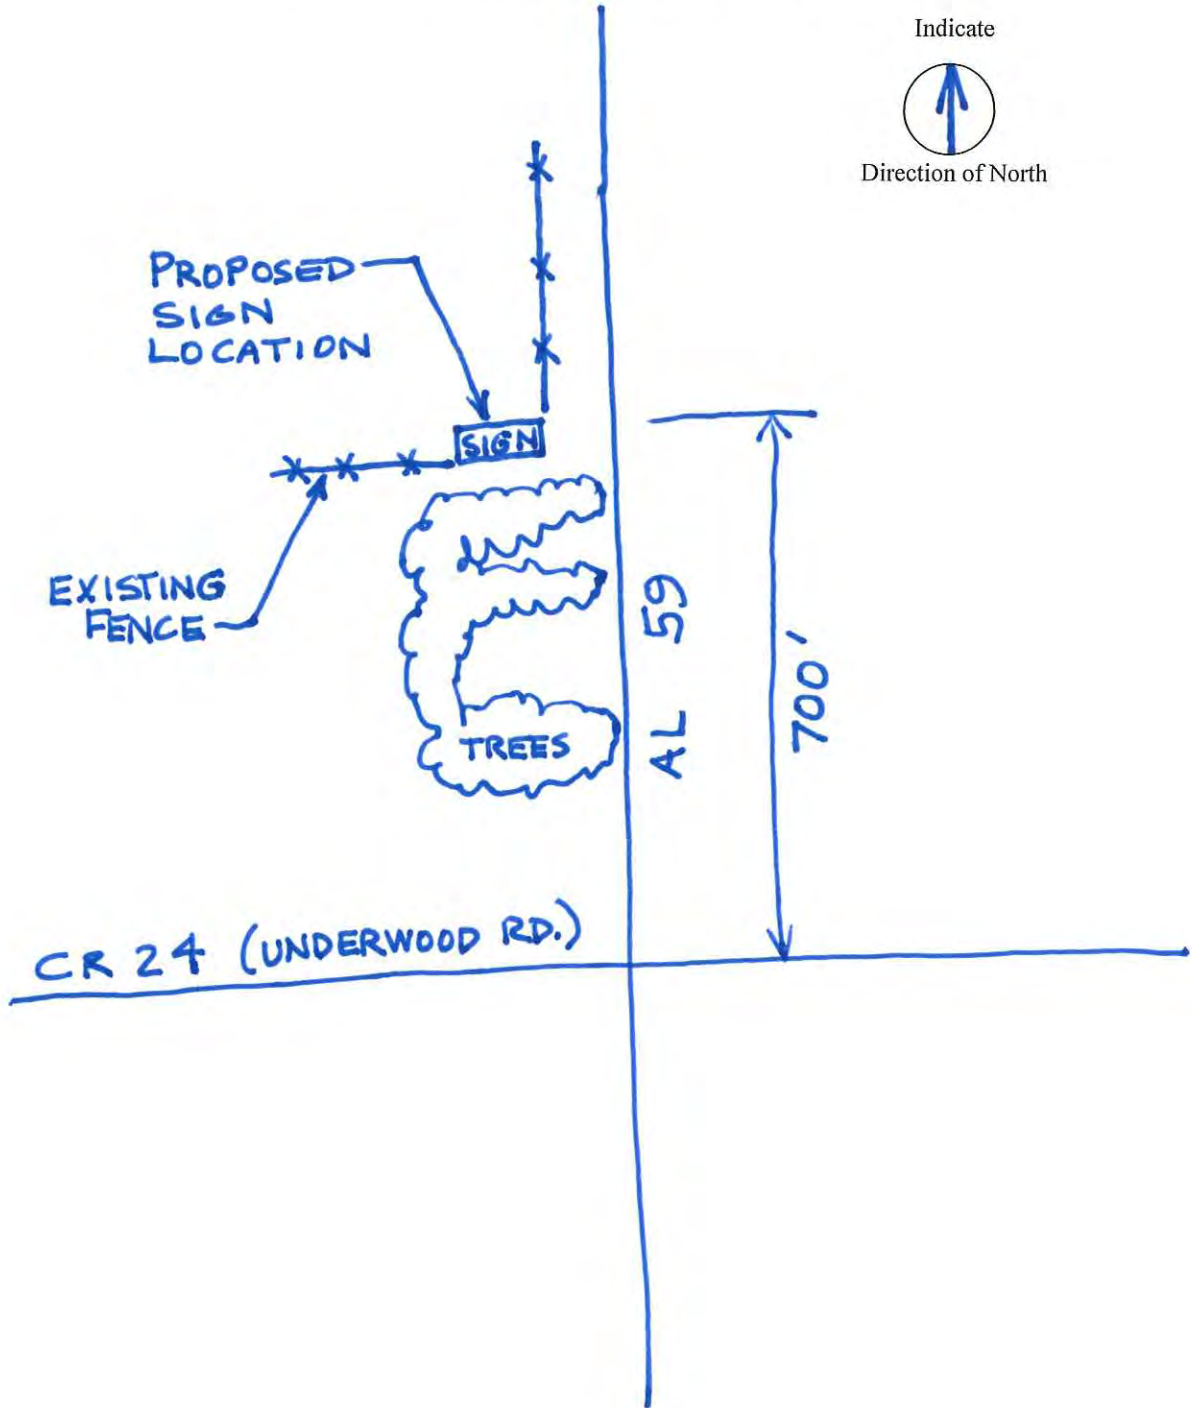 Indicate
Direction of North
PROPOSED
SIGN
LOCATION
SIGN
EXISTING
FENCE
AL 59
700'
TREES
CR 24 (UNDERWOOD RD.)